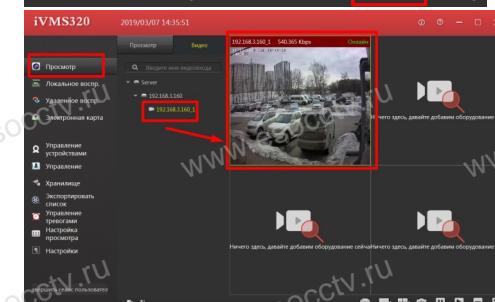 iVMS320
2019/03/07 14:35:51
Просмотр
Видео
192.168.3.160_1 540.365 Kbps
Онлайн
Просмотр
Введите имя видеовхода
Локальное воспр.
Server
Удаленное воспр.
192.168.3.160
Электронная карта
192.168.3.160_1
Ничего здесь, давайте добавим оборудование
Управление
устройствами
Управление
Хранилище
Экспортировать
список
Управление
тревогами
Настройка
просмотра
Настройки
Ничего здесь, давайте добавим оборудование сейчас
Ничего здесь, давайте добавим оборудование